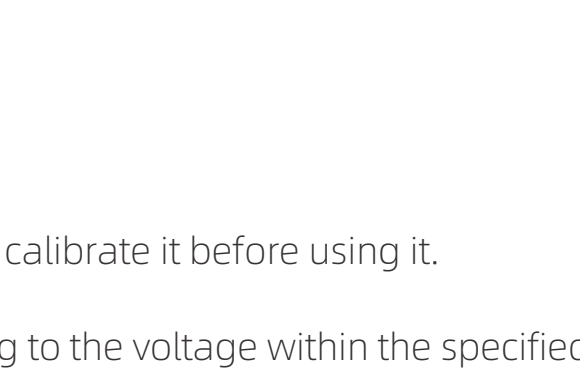 calibrate it before using it.
g to the voltage within the specified